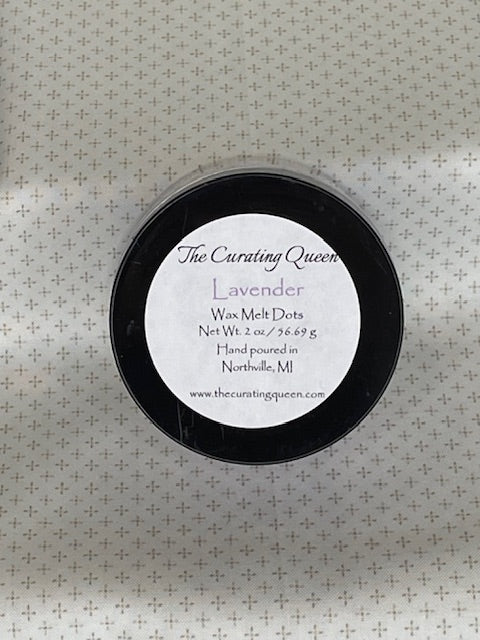 The Curating Queen
Lavender
Wax Melt Dots
Net Wt. 2 oz / 56.69 g
Hand poured in
Northville, MI
www.thecuratingqueen.com